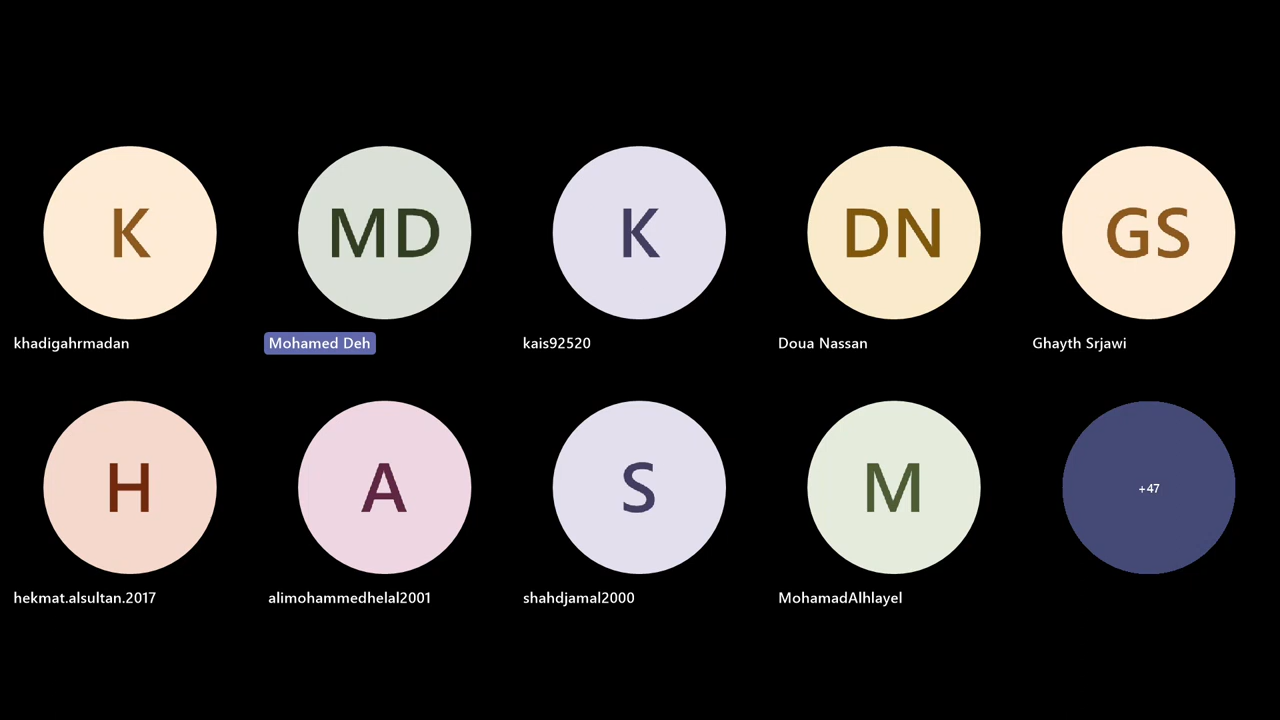 K
MD
K
DN
GS
khadigahrmadan
Mohamed Deh
kais92520
Doua Nassan
Ghayth Srjawi
H
A
S
M
+47
hekmat.alsultan.2017
alimohammedhelal2001
shahdjamal2000
MohamadAlhlayel